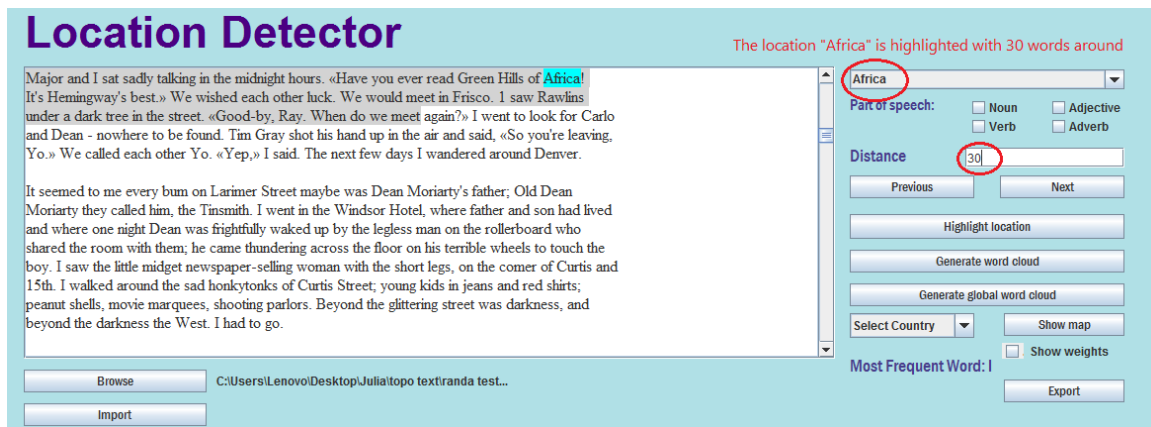 Location Detector
The location "Africa" is highlighted with 30 words around
Major and I sat sadly talking in the midnight hours. «Have you ever read Green Hills of Africa!
It's Hemingway's best.» We wished each other luck. We would meet in Frisco. 1 saw Rawlins
under a dark tree in the street. «Good-by, Ray. When do we meet again?» I went to look for Carlo
and Dean - nowhere to be found. Tim Gray shot his hand up in the air and said, «So you're leaving,
Yo.» We called each other Yo. «Yep,» I said. The next few days I wandered around Denver.
It seemed to me every bum on Larimer Street maybe was Dean Moriarty's father; Old Dean
Moriarty they called him, the Tinsmith. I went in the Windsor Hotel, where father and son had lived
and where one night Dean was frightfully waked up by the legless man on the rollerboard who
shared the room with them; he came thundering across the floor on his terrible wheels to touch the
boy. I saw the little midget newspaper-selling woman with the short legs, on the comer of Curtis and
15th. I walked around the sad honkytonks of Curtis Street; young kids in jeans and red shirts;
peanut shells, movie marquees, shooting parlors. Beyond the glittering street was darkness, and
beyond the darkness the West. I had to go.
Africa
Part of speech:
Noun
Adjective
Verb
Adverb
Distance
30
Previous
Next
Highlight location
Generate word cloud
Generate global word cloud
Select Country
Show map
Show weights
Most Frequent Word: I
Export
Browse
C:\Users\Lenovo\Desktop\Julia\topo text\randa test...
Import